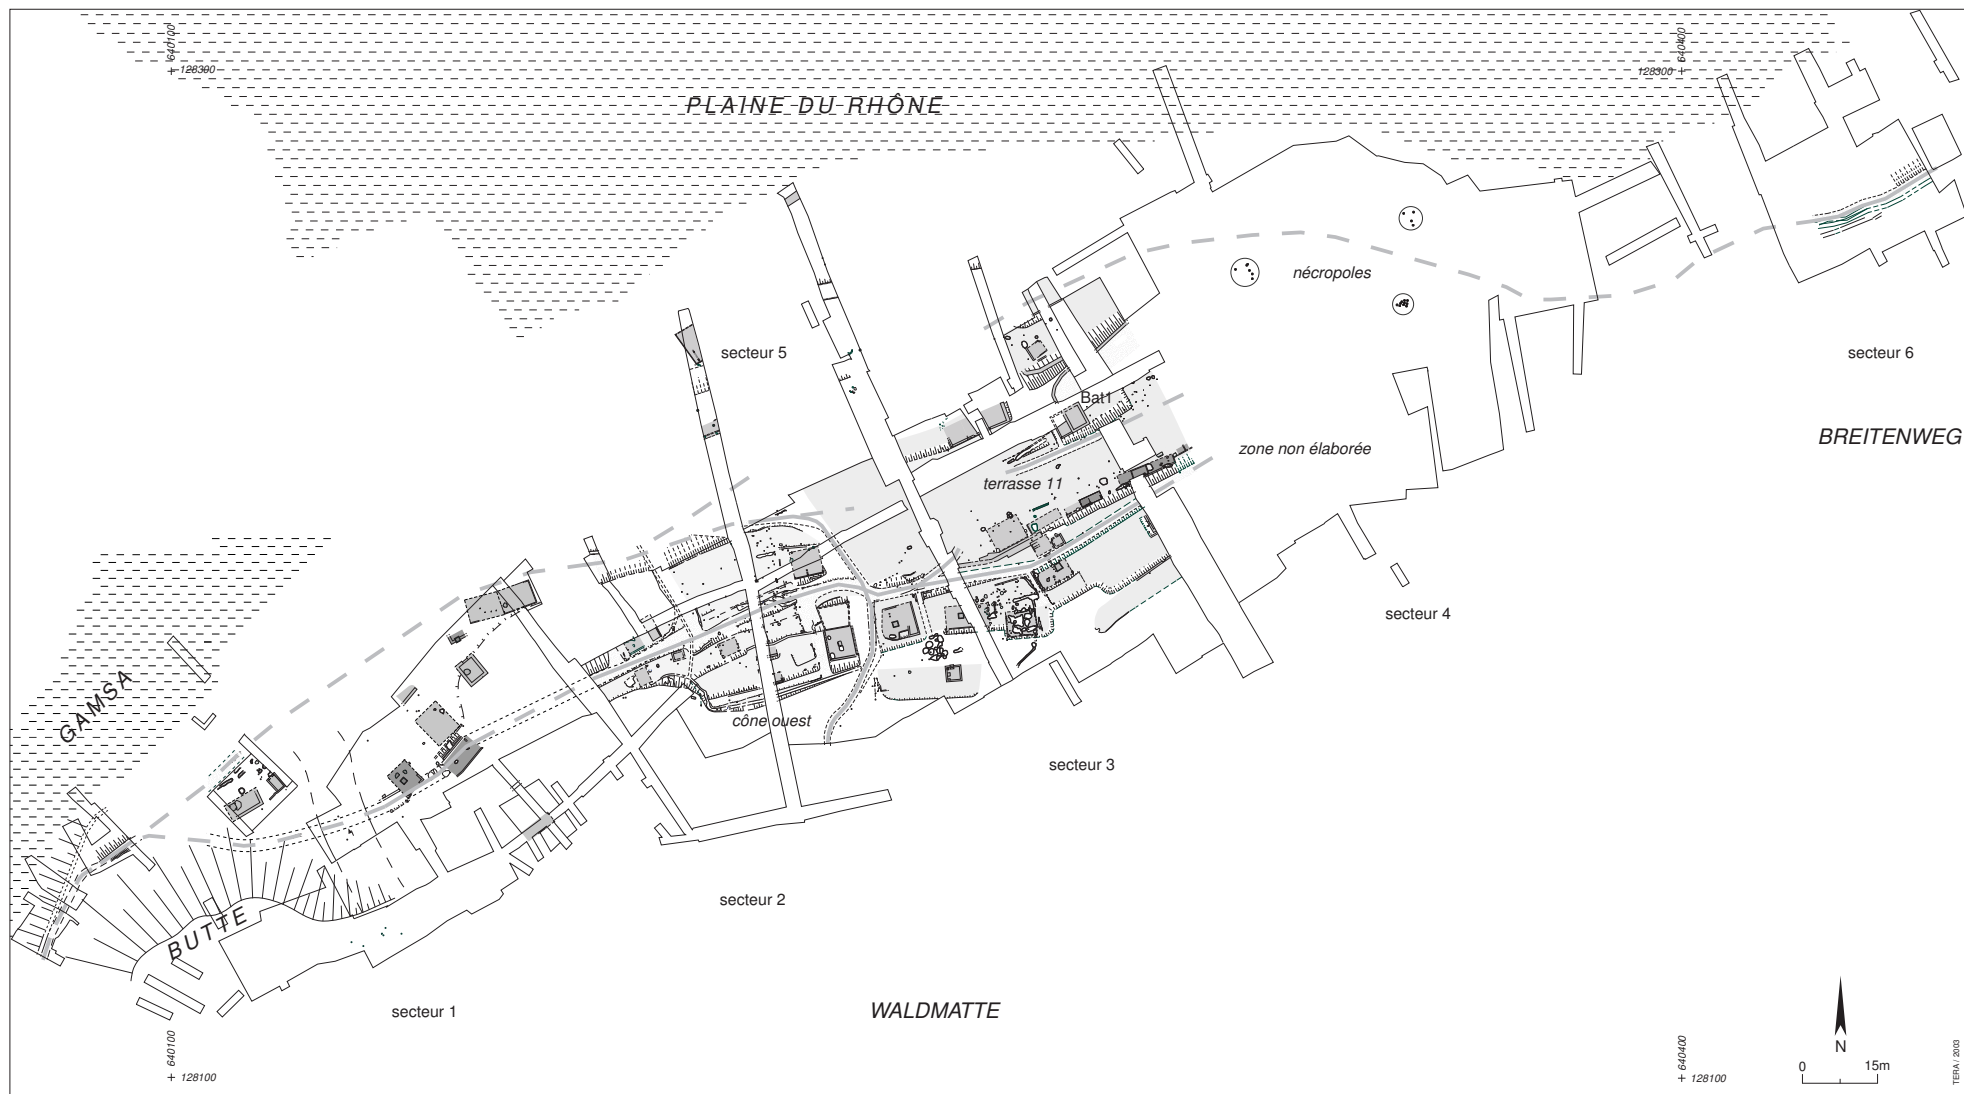 640100
+ 128300
640400
128300 +
PLAINE DU RHÔNE
nécropoles
secteur 5
secteur 6
Bat1
BREITENWEG
zone non élaborée
terrasse 11
secteur 4
GAMSA
cône ouest
secteur 3
secteur 2
BUTTE
secteur 1
WALDMATTE
640100
+ 128100
640400
+ 128100
N
0 15m
TERA / 2003